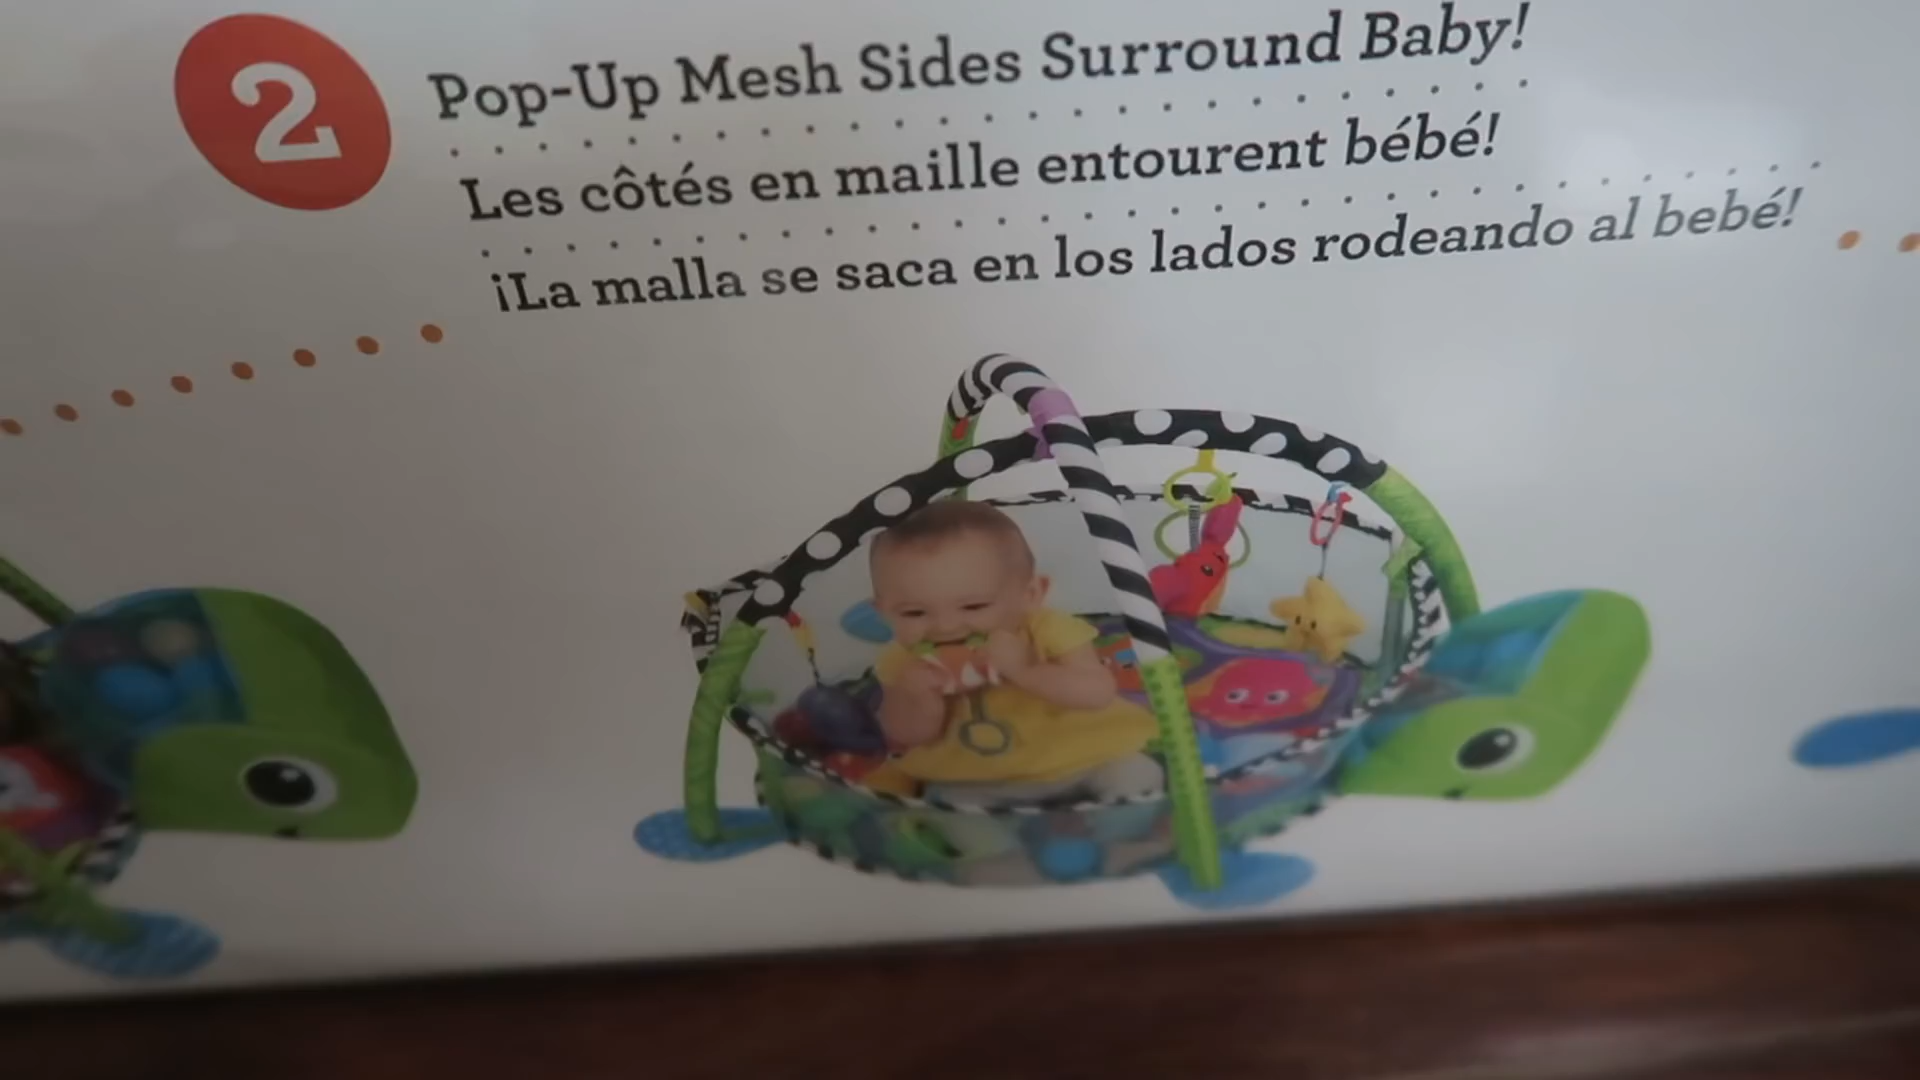 2
Pop-Up Mesh Sides Surround Baby!
Les côtés en maille entourent bébé!
¡La malla se saca en los lados rodeando al bebé!